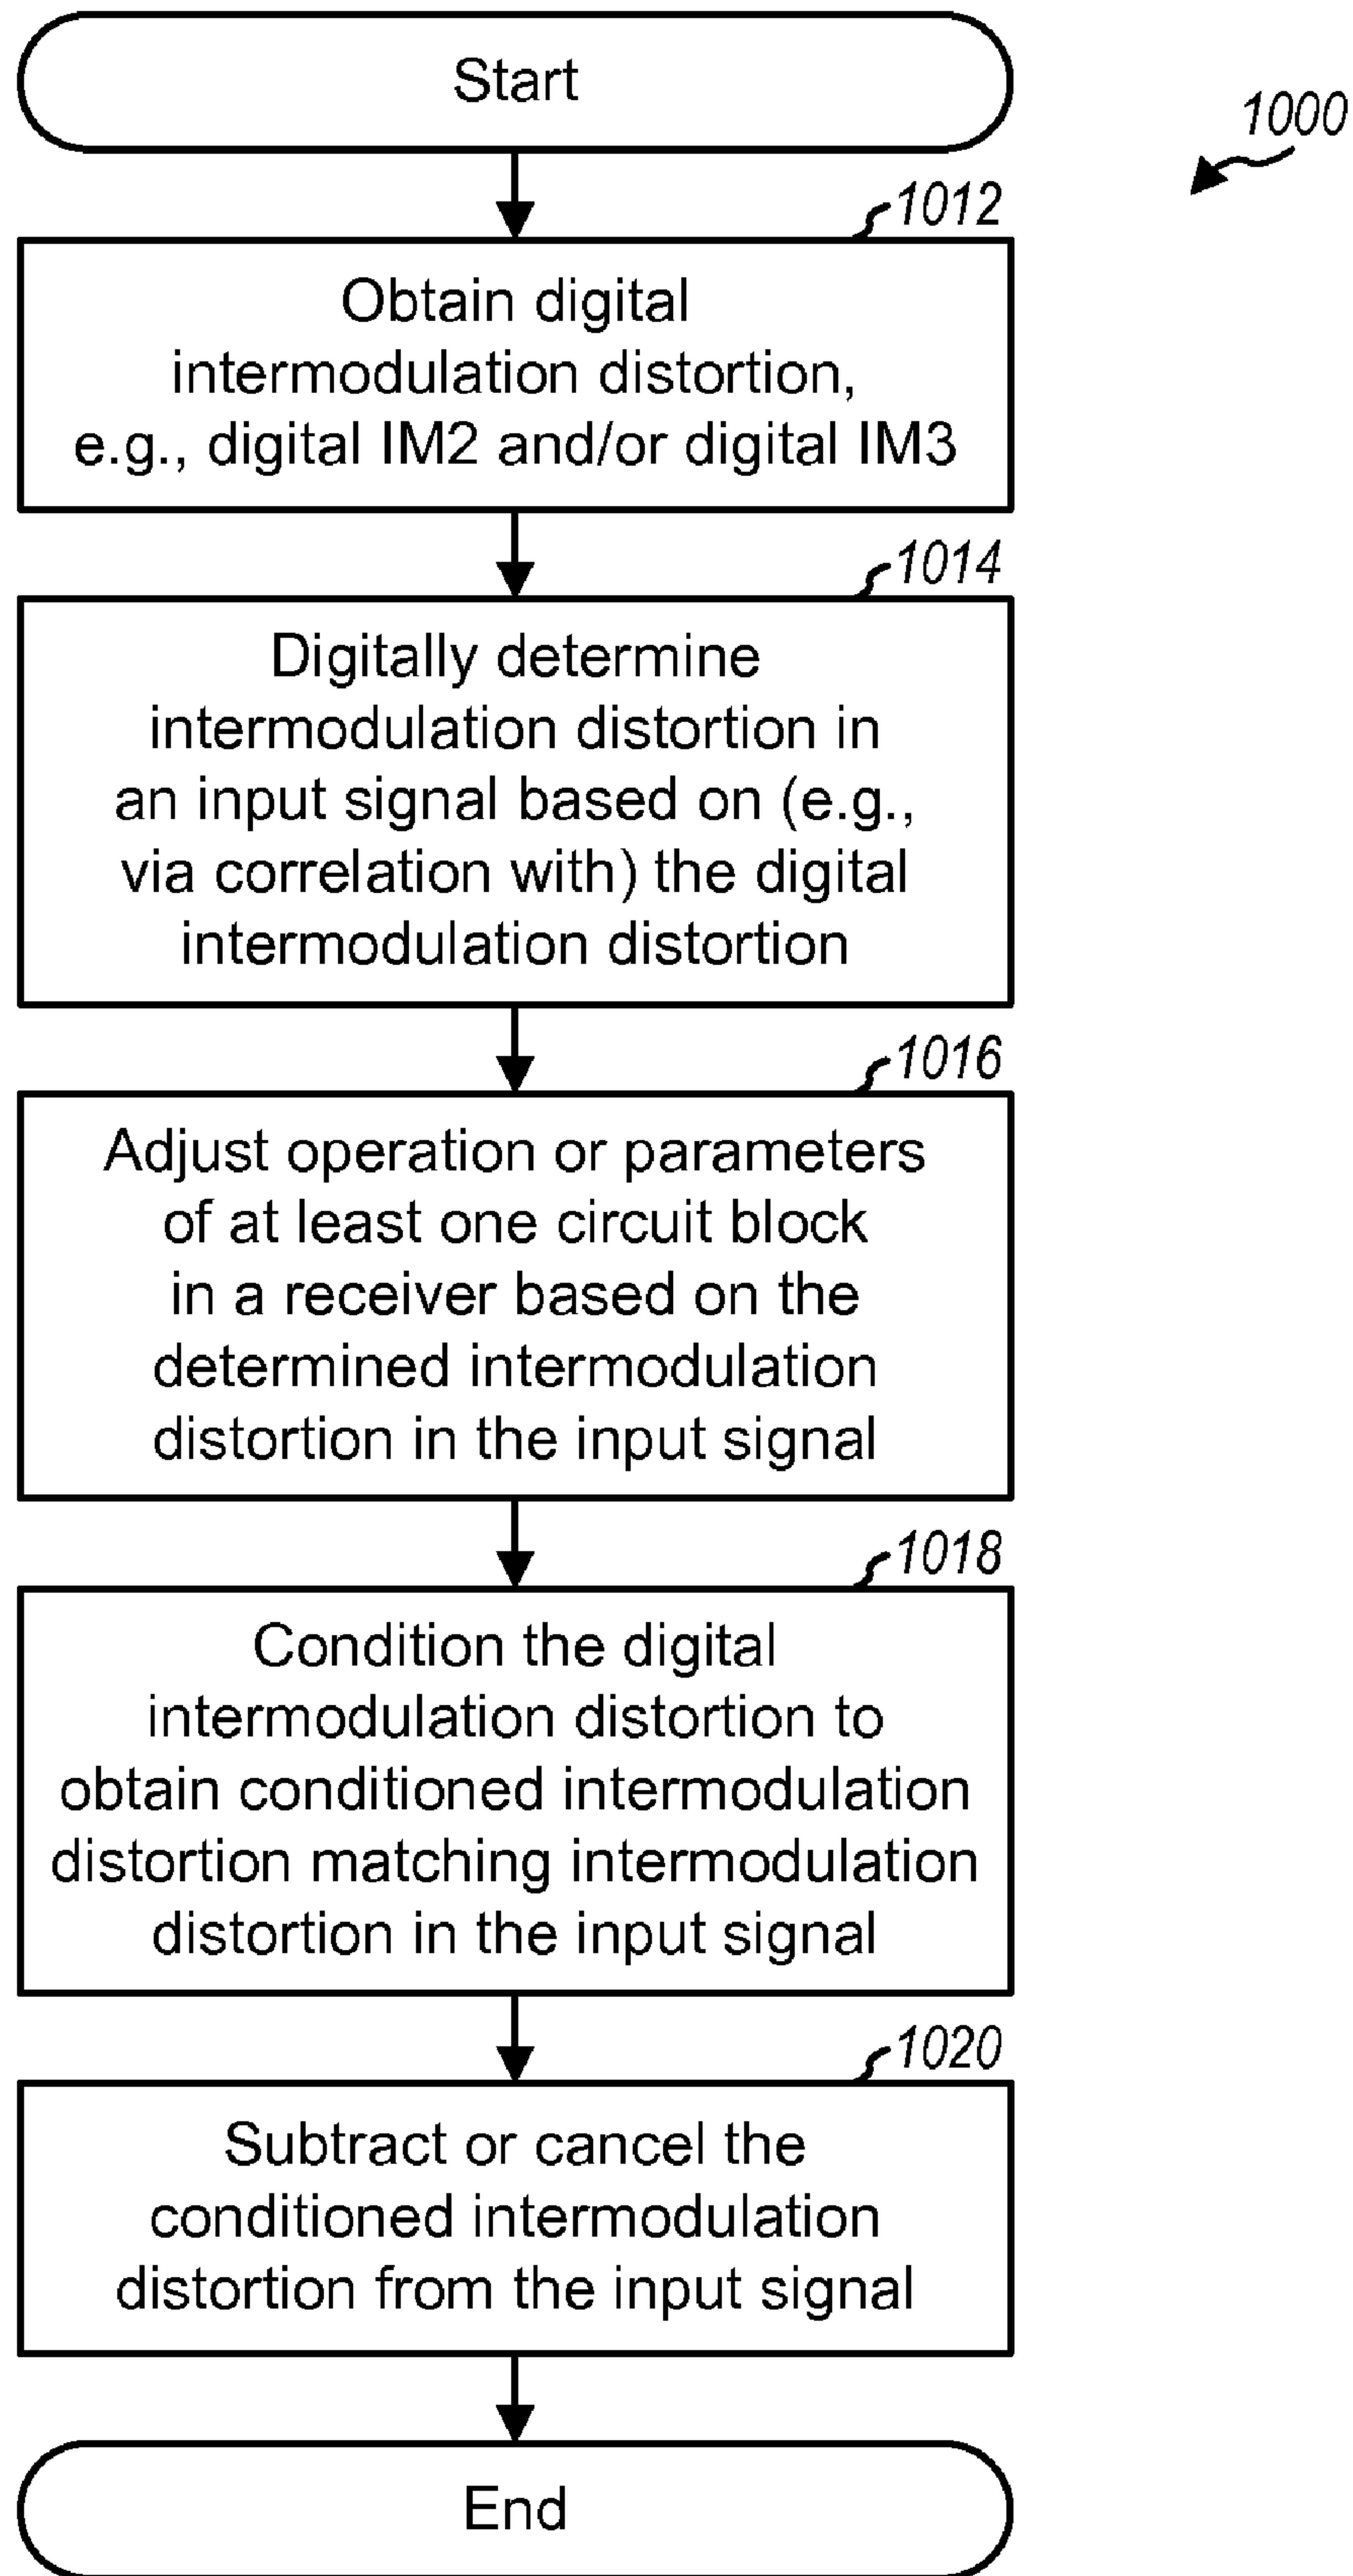 Start
1000
1012
Obtain digital
intermodulation distortion,
e.g., digital IM2 and/or digital IM3
1014
Digitally determine
intermodulation distortion in
an input signal based on (e.g.,
via correlation with) the digital
intermodulation distortion
1016
Adjust operation or parameters
of at least one circuit block
in a receiver based on the
determined intermodulation
distortion in the input signal
1018
Condition the digital
intermodulation distortion to
obtain conditioned intermodulation
distortion matching intermodulation
distortion in the input signal
1020
Subtract or cancel the
conditioned intermodulation
distortion from the input signal
End